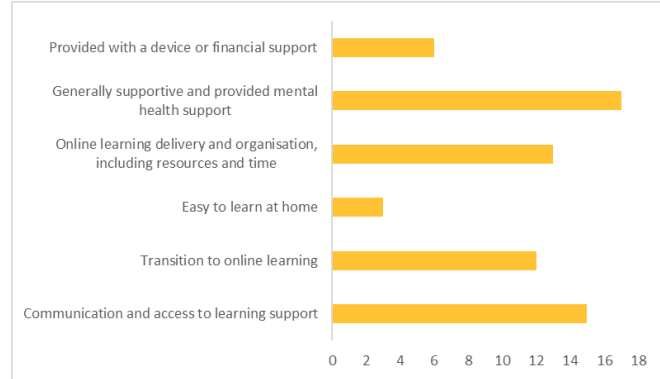 Provided with a device or financial support
Generally supportive and provided mental
health support
Online learning delivery and organisation,
including resources and time
Easy to learn at home
Transition to online learning
Communication and access to learning support
0 2 4 6 8 10 12 14 16 18